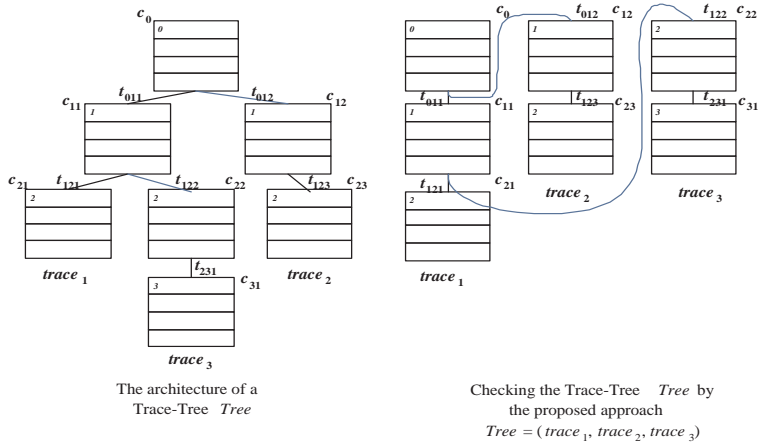 c0
0
t011
t012
c11
c12
1
1
c21
t121
t122
c22
t123
c23
2
2
2
trace1
t231
c31
trace2
3
trace3
The architecture of a
Trace-Tree Tree
c0
t012
c12
t122
c22
0
1
2
t011
c11
t123
c23
t231
c31
1
2
3
t121
c21
trace2
trace3
2
trace1
Checking the Trace-Tree Tree by
the proposed approach
Tree = (trace1, trace2, trace3)